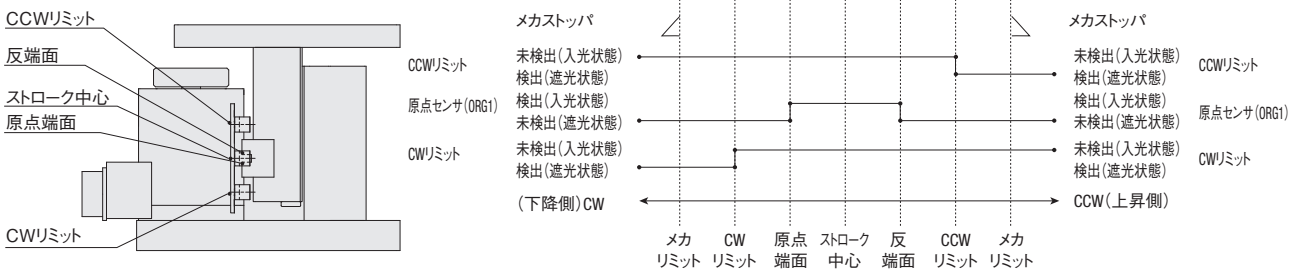 CCWリミット
反端面
ストローク中心
原点端面
CWリミット
メカストッパ
メカストッパ
CCWリミット
未検出(入光状態)
検出(遮光状態)
未検出(入光状態)
検出(遮光状態)
CCWリミット
原点センサ(ORG1)
検出(入光状態)
未検出(遮光状態)
検出(入光状態)
未検出(遮光状態)
原点センサ(ORG1)
CWリミット
未検出(入光状態)
検出(遮光状態)
未検出(入光状態)
検出(遮光状態)
CWリミット
(下降側)CW
CCW(上昇側)
メカ
リミット
CW
リミット
原点
端面
ストローク
中心
反
端面
CCW
リミット
メカ
リミット